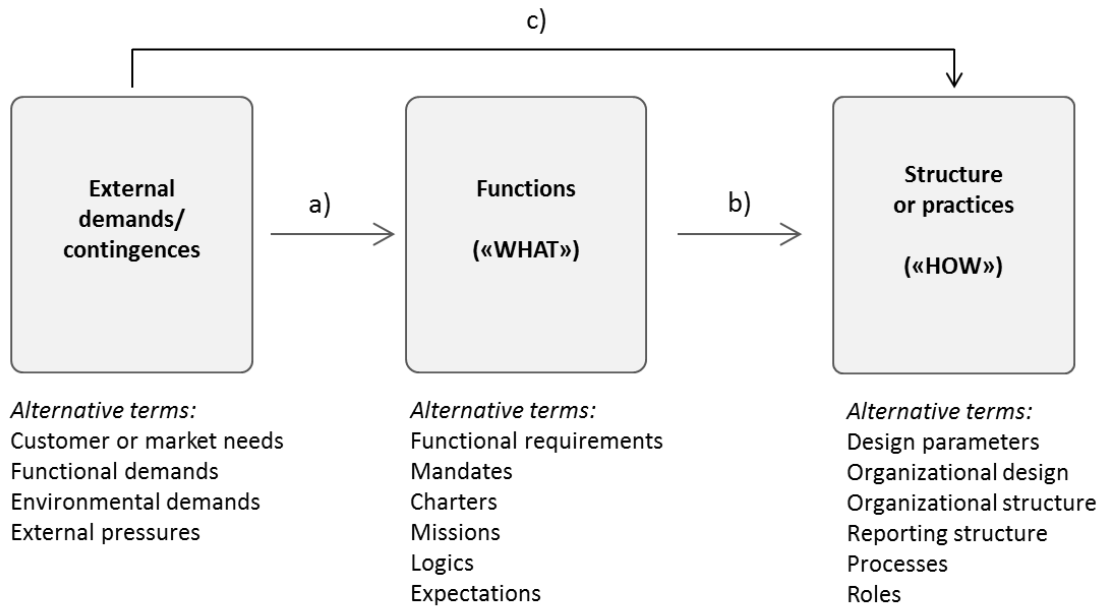 c)
External
demands/
contingences
a)
Functions
(«WHAT»)
b)
Structure
or practices
(«HOW»)
Alternative terms:
Customer or market needs
Functional demands
Environmental demands
External pressures
Alternative terms:
Functional requirements
Mandates
Charters
Missions
Logics
Expectations
Alternative terms:
Design parameters
Organizational design
Organizational structure
Reporting structure
Processes
Roles